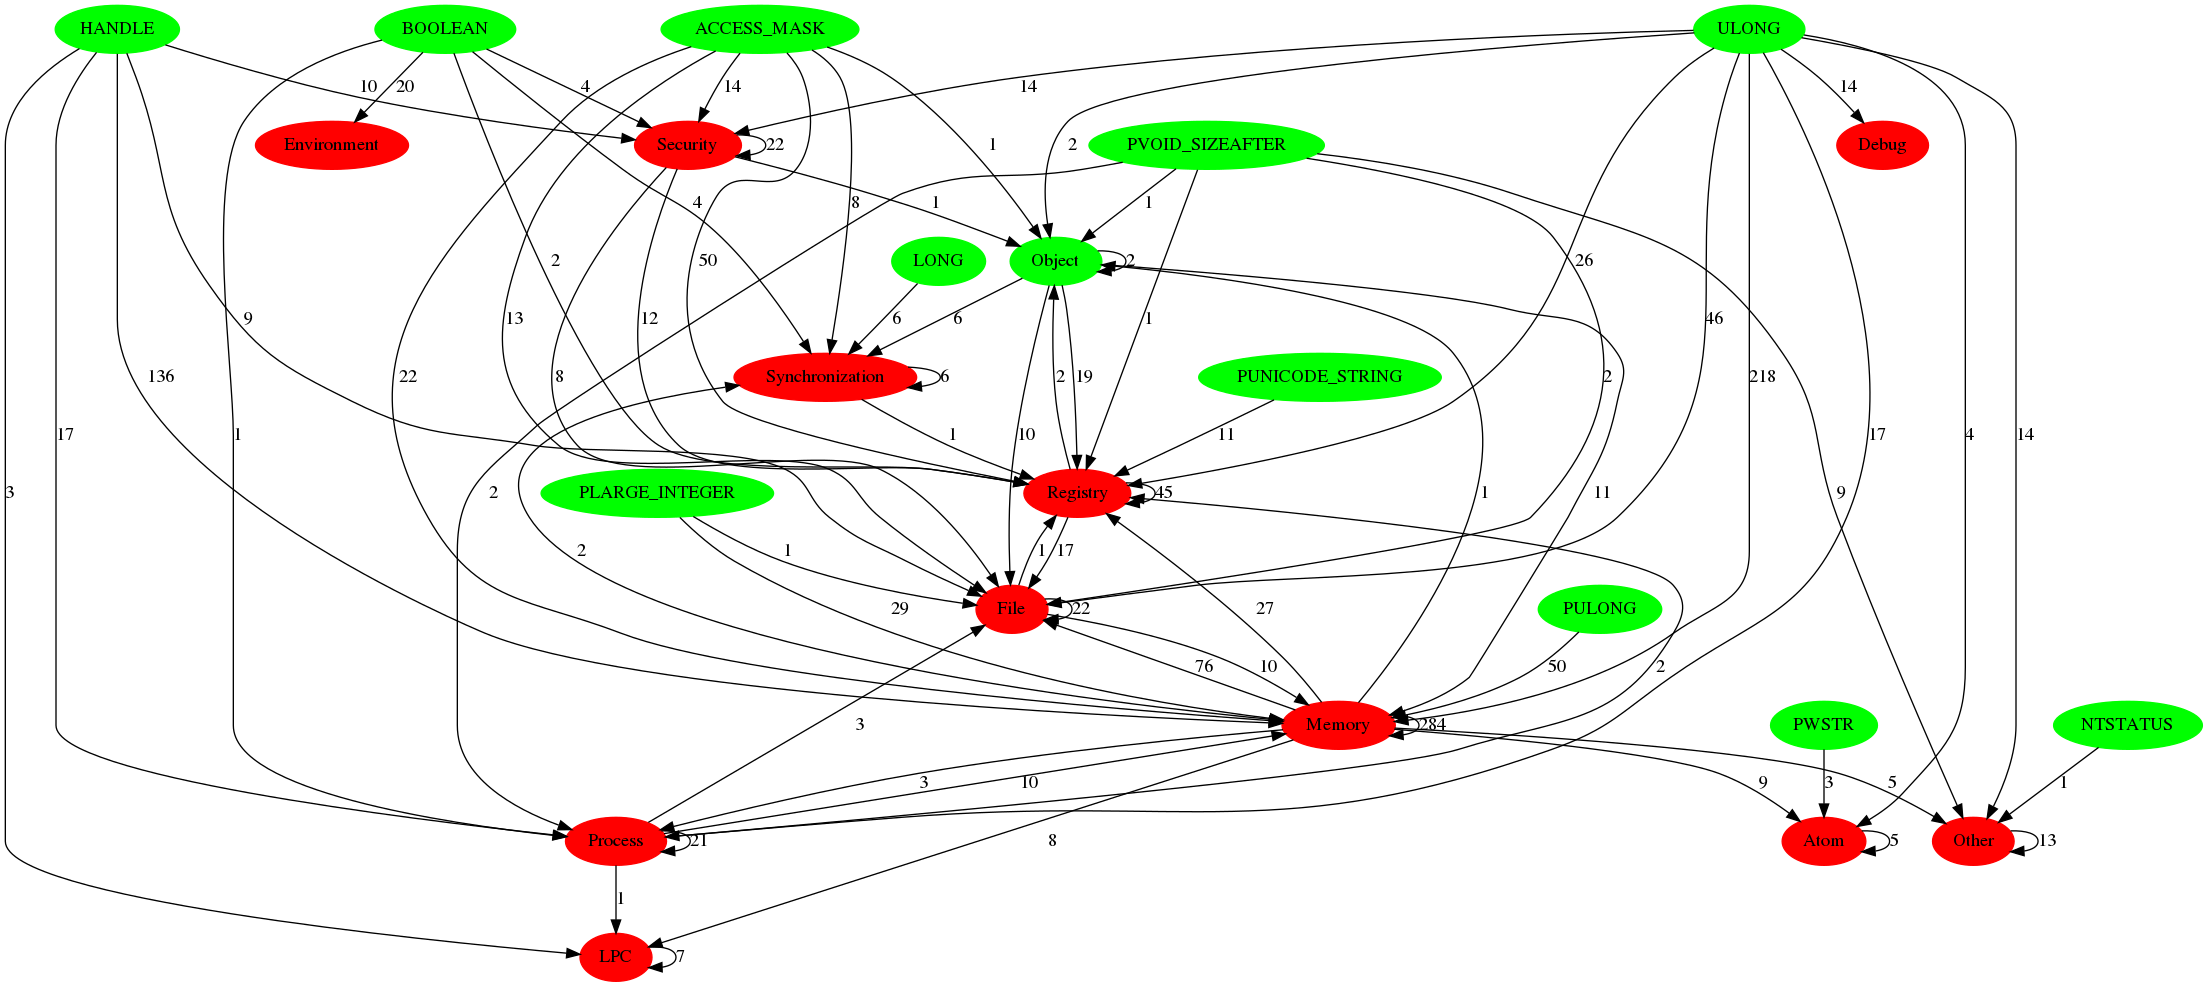 HANDLE BOOLEAN ACCESS_MASK ULONG
10 20 4 14 14 14
Environment Security 22 PVOID_SIZEAFTER Debug
4 8 1 1 2 1
9 2 50 LONG Object 2 26
136 22 13 8 12 6 6 1 46
Synchronization 6 2 19 PUNICODE_STRING 2 218
3 17 1 1 10 11 17 4 14
2 PLARGE_INTEGER Registry 45 11 9
2 1 1 17 1
29 File 22 27 PULONG
76 10 50 2
3 Memory 284 PWSTR NTSTATUS
3 10 9 3 5 1
Process 21 8 Atom 5 Other 13
1
LPC 7